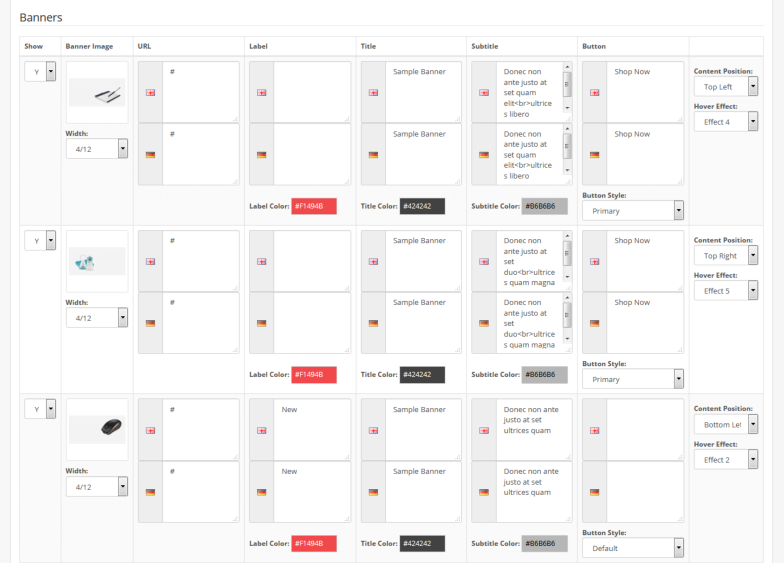 Banners
Show Banner Image URL Label Title Subtitle Button
Y
#
Sample Banner
Donec non
ante justo at
set quam
elit<br>ultrice
s libero
Shop Now
Content Position:
Top Left
Hover Effect:
Effect 4
Width:
4/12
#
Sample Banner
Donec non
ante justo at
set quam
elit<br>ultrice
s libero
Shop Now
Label Color: #F1494B
Title Color: #424242
Subtitle Color: #B6B6B6
Button Style:
Primary
Y
#
Sample Banner
Donec non
ante justo at
set
duo<br>ultrice
s quam magna
Shop Now
Content Position:
Top Right
Hover Effect:
Effect 5
Width:
4/12
#
Sample Banner
Donec non
ante justo at
set
duo<br>ultrice
s quam magna
Shop Now
Label Color: #F1494B
Title Color: #424242
Subtitle Color: #B6B6B6
Button Style:
Primary
Y
#
New
Sample Banner
Donec non ante
justo at set
ultrices quam
Content Position:
Bottom Let
Hover Effect:
Effect 2
Width:
4/12
#
New
Sample Banner
Donec non ante
justo at set
ultrices quam
Label Color: #F1494B
Title Color: #424242
Subtitle Color: #B6B6B6
Button Style:
Default